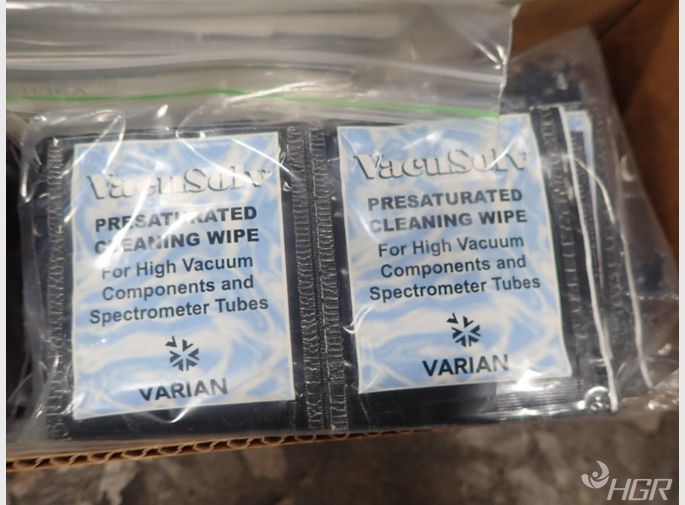 VacuSolv
PRESATURATED
CLEANING WIPE
For High Vacuum
Components and
Spectrometer Tubes
VARIAN
VacuSolv
PRESATURATED
CLEANING WIPE
For High Vacuum
Components and
Spectrometer Tubes
VARIAN
HGR